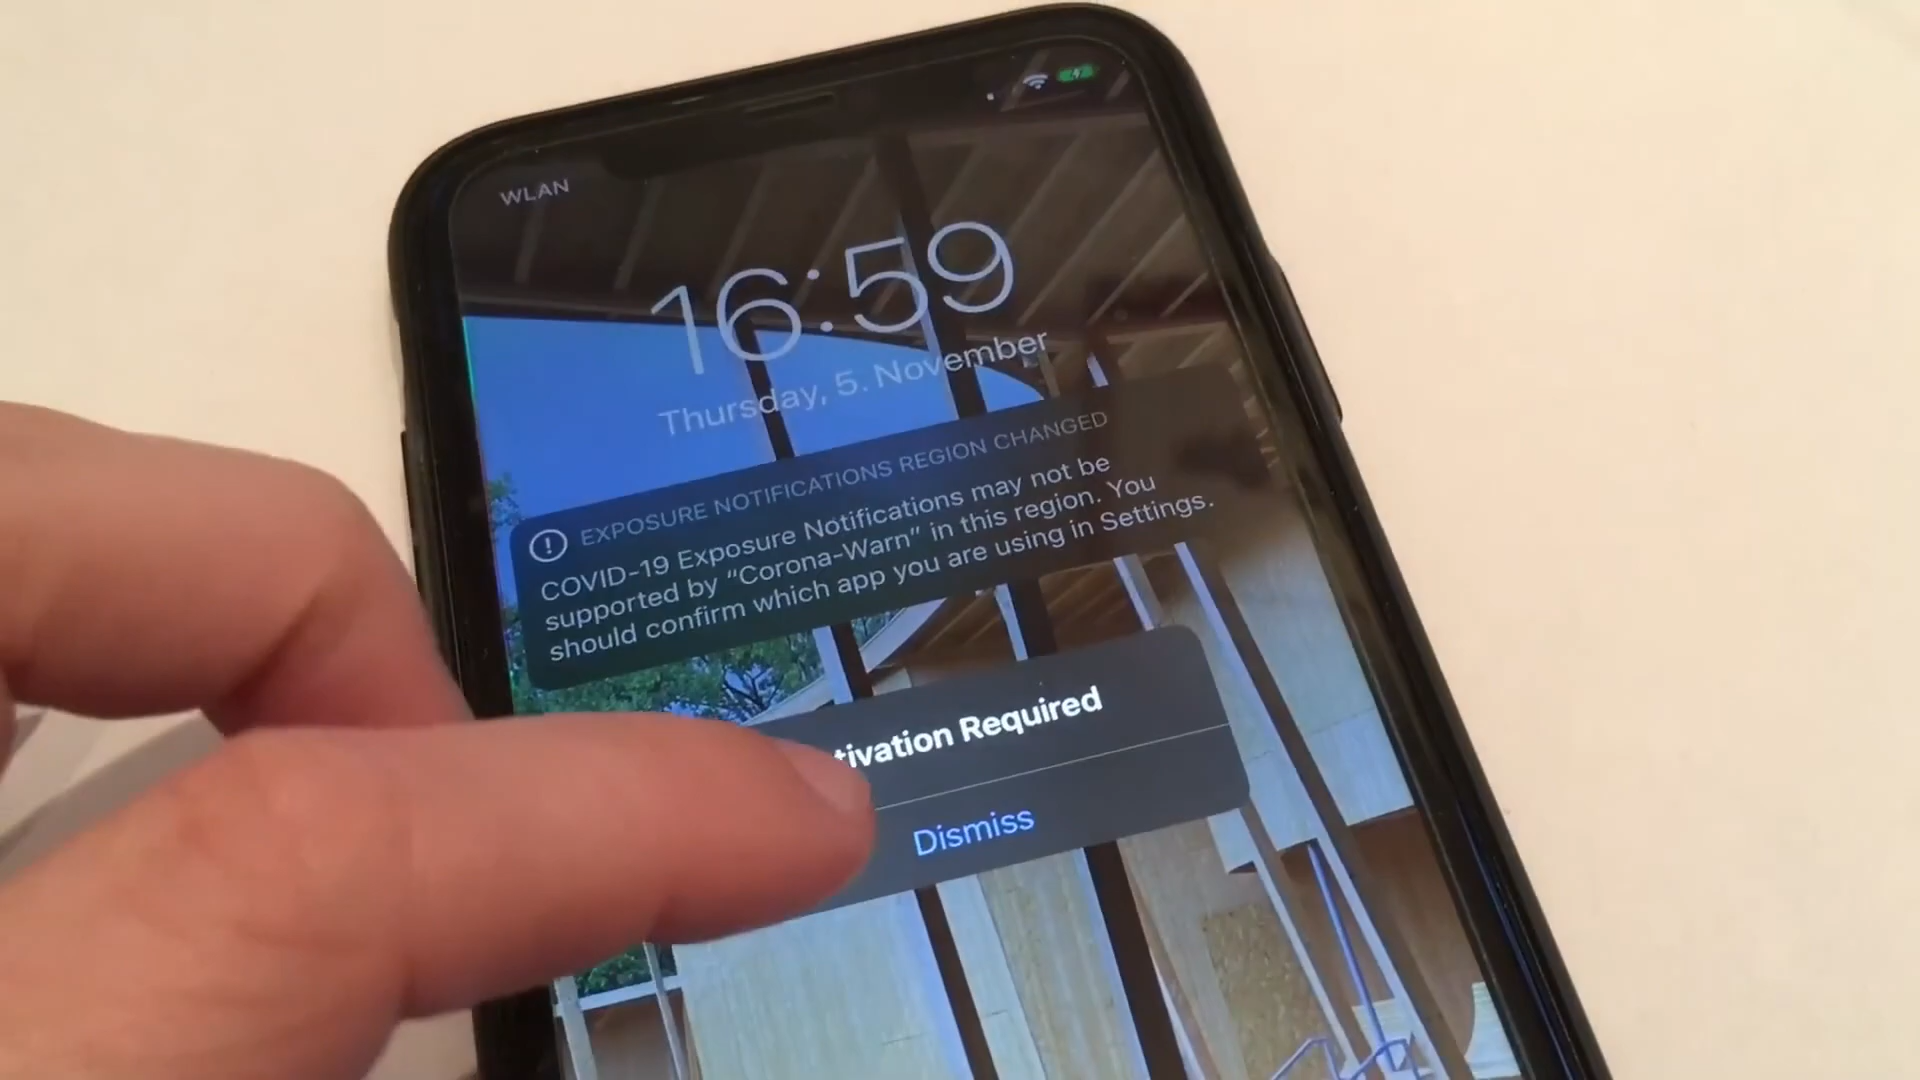 WLAN
16:59
Thursday, 5. November
EXPOSURE NOTIFICATIONS REGION CHANGED
COVID-19 Exposure Notifications may not be
supported by "Corona-Warn" in this region. You
should confirm which app you are using in Settings.
tivation Required
Dismiss